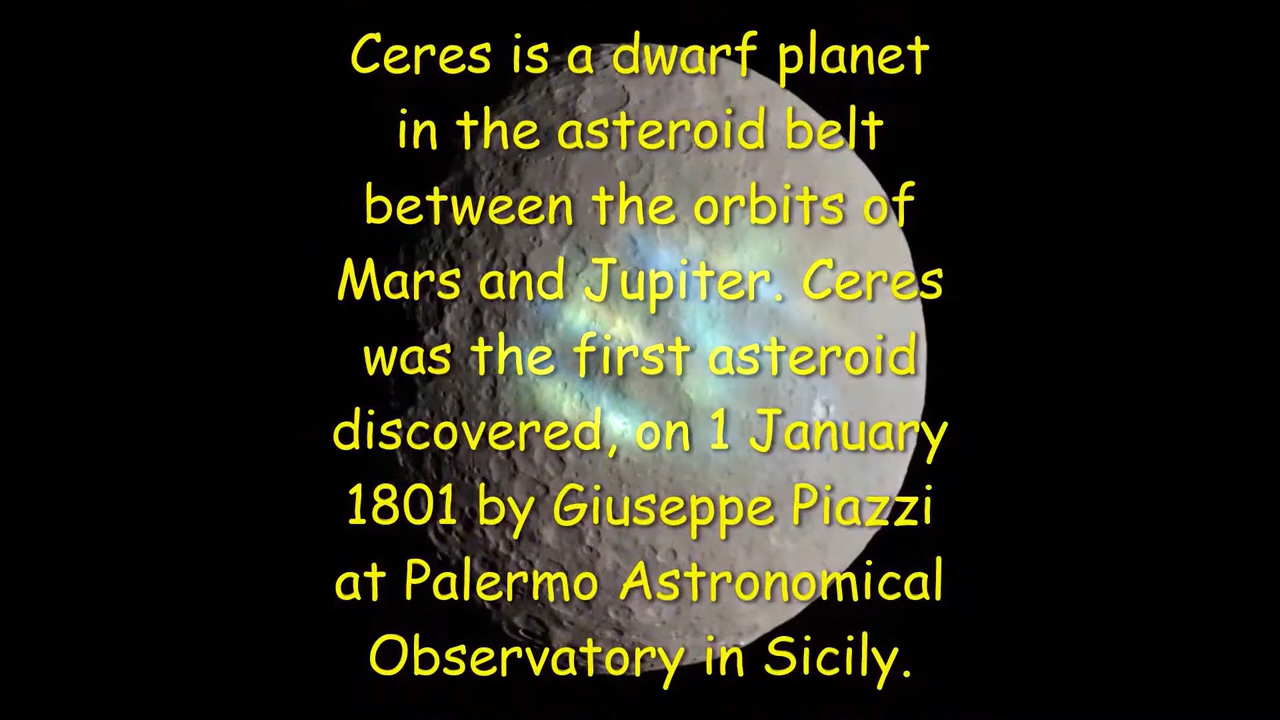 Ceres is a dwarf planet
in the asteroid belt
between the orbits of
Mars and Jupiter. Ceres
was the first asteroid
discovered, on 1 January
1801 by Giuseppe Piazzi
at Palermo Astronomical
Observatory in Sicily.